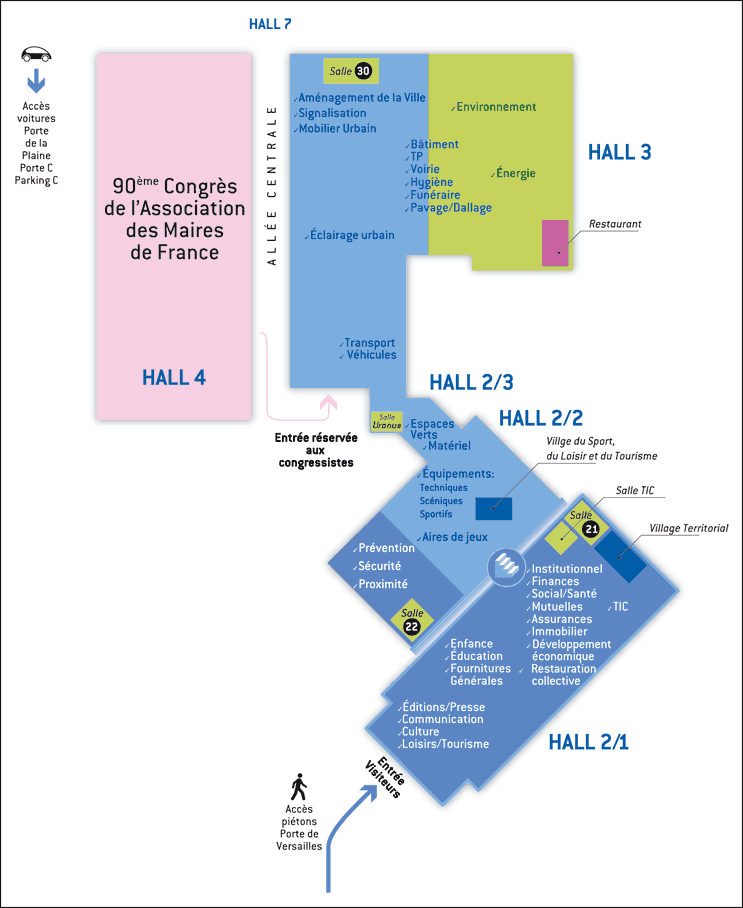 HALL 7
Accès
voitures Porte
de la
Plaine
Porte C
Parking C
90ème Congrès
de l'Association
des Maires
de France
HALL 4
ALLÉE CENTRALE
Salle 30
Aménagement de la Ville
Signalisation
Mobilier Urbain
Environnement
Bâtiment
TP
Voirie
Hygiène
Funéraire
Pavage/Dallage
Énergie
HALL 3
Restaurant
Éclairage urbain
Transport
Véhicules
HALL 2/3
Entrée réservée
aux
congressistes
Salle
Uranus
Espaces
Verts
Matériel
HALL 2/2
Villge du Sport,
du Loisir et du Tourisme
Équipements:
Techniques
Scéniques
Sportifs
Aires de jeux
Salle TIC
Salle
21
Village Territorial
Prévention
Sécurité
Proximité
Salle
22
Institutionnel
Finances
Social/Santé
Mutuelles
TIC
Assurances
Immobilier
Développement
économique
Restauration
collective
Enfance
Éducation
Fournitures
Générales
Éditions/Presse
Communication
Culture
Loisirs/Tourisme
HALL 2/1
Entrée
Visiteurs
Accès
piétons
Porte de
Versailles